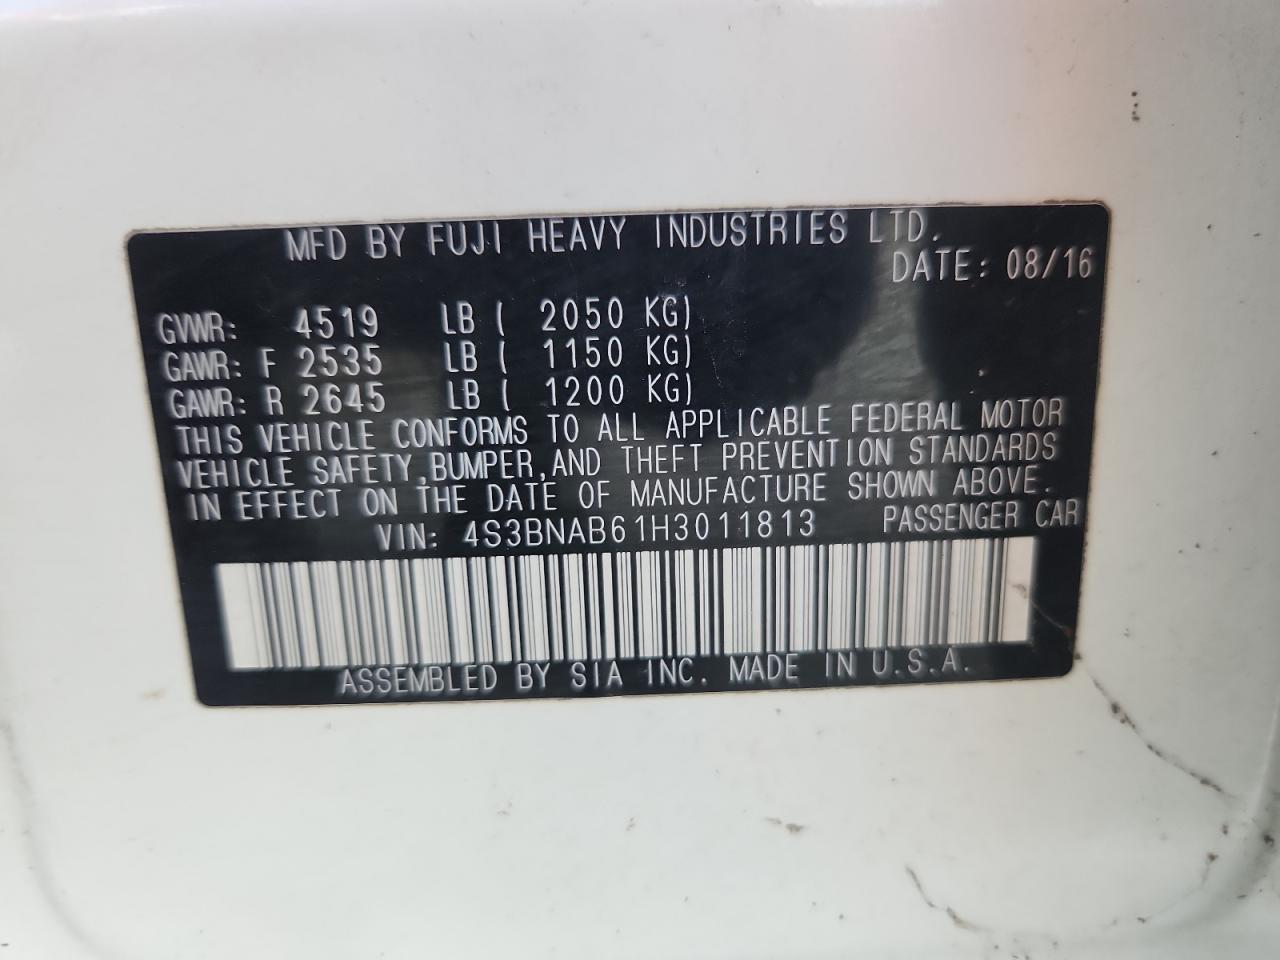 MFD BY FUJI HEAVY INDUSTRIES LTD.
DATE: 08/16
GVWR: 4519 LB ( 2050 KG)
GAWR: F 2535 LB ( 1150 KG)
GAWR: R 2645 LB ( 1200 KG)
THIS VEHICLE CONFORMS TO ALL APPLICABLE FEDERAL MOTOR
VEHICLE SAFETY,BUMPER,AND THEFT PREVENTION STANDARDS
IN EFFECT ON THE DATE OF MANUFACTURE SHOWN ABOVE.
VIN: 4S3BNAB61H3011813 PASSENGER CAR
ASSEMBLED BY SIA INC. MADE IN U.S.A.